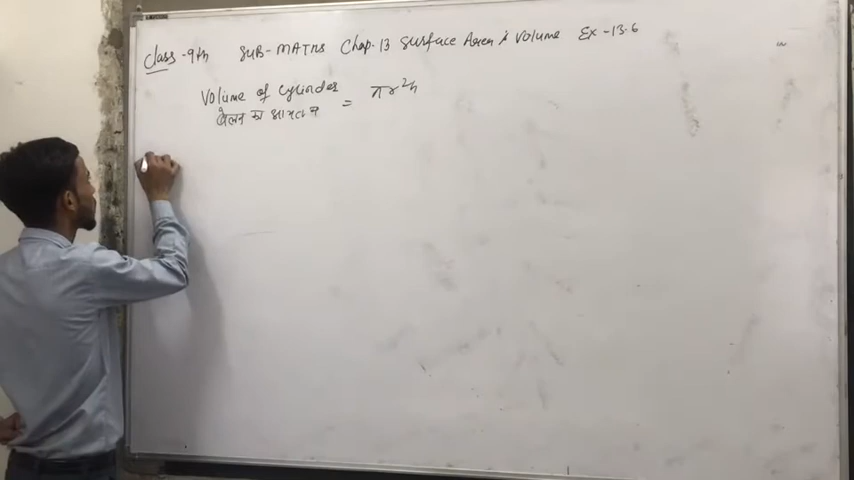 Class -9th SUB-MATHS Chap.13 Surface Area & Volume Ex -13.6
Volume of Cylinder
बेलन का आयतन = πr²h